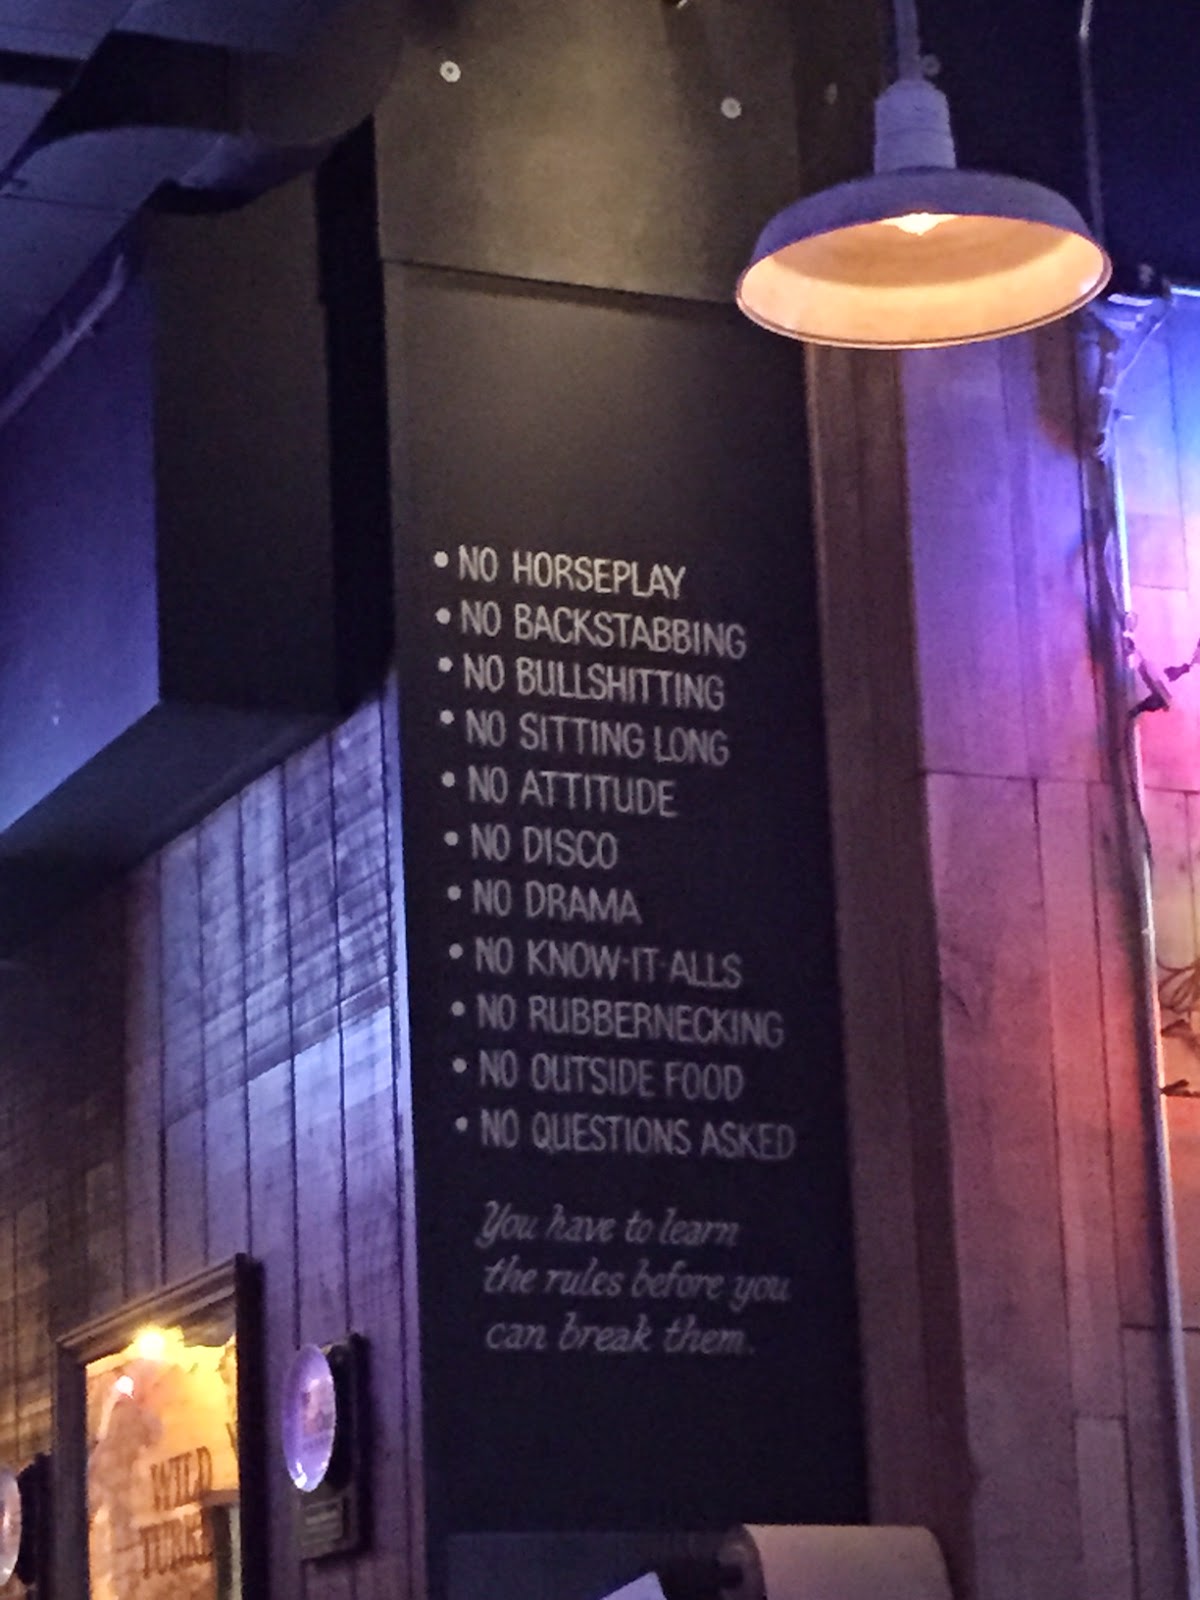 • NO HORSEPLAY
• NO BACKSTABBING
• NO BULLSHITTING
• NO SITTING LONG
• NO ATTITUDE
• NO DISCO
• NO DRAMA
• NO KNOW-IT-ALLS
• NO RUBBERNECKING
• NO OUTSIDE FOOD
• NO QUESTIONS ASKED
You have to learn
the rules before you
can break them.
WILD